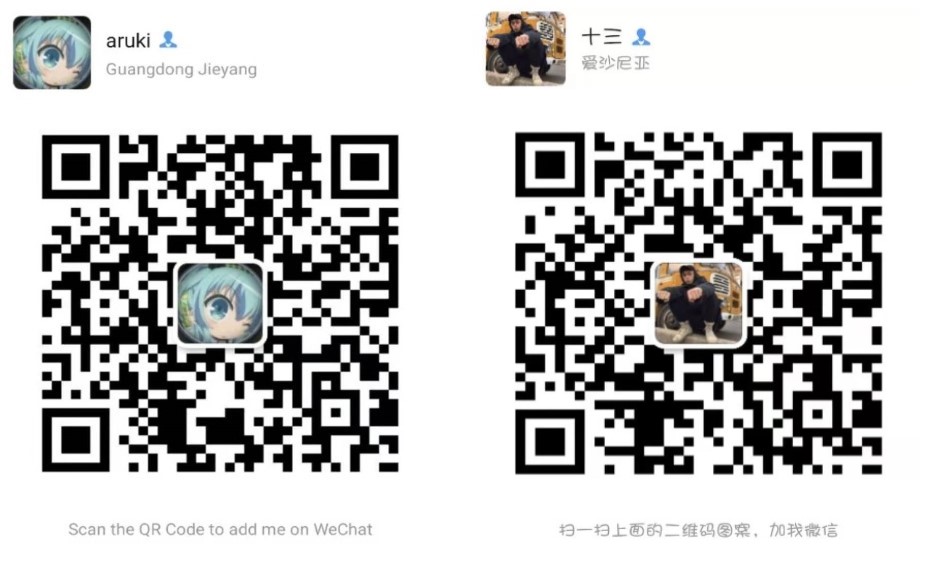 aruki
Guangdong Jieyang
Scan the QR Code to add me on WeChat
十三
爱沙尼亚
扫一扫上面的二维码图案，加我微信